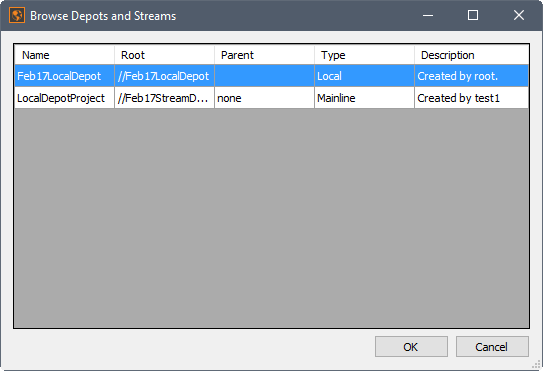 Browse Depots and Streams
Name Root Parent Type Description
Feb17LocalDepot //Feb17LocalDepot Local Created by root.
LocalDepotProject //Feb17StreamD... none Mainline Created by test1
OK Cancel